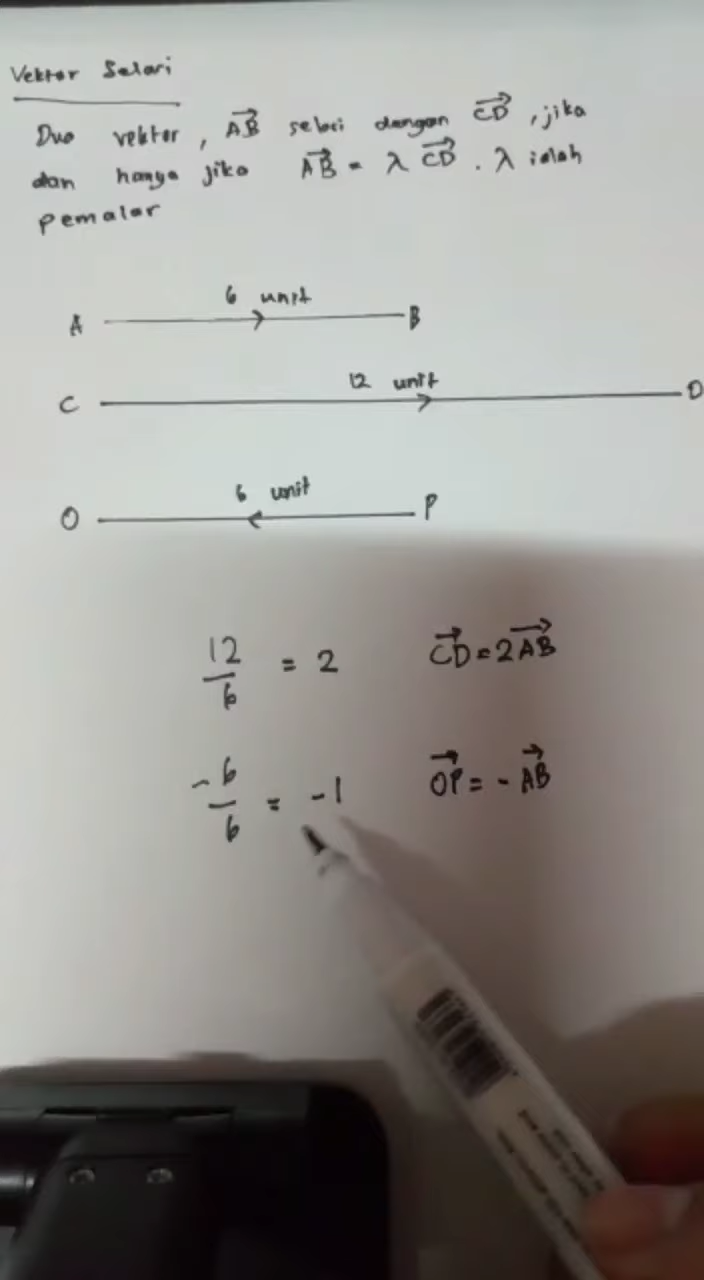 Vektor Selari
Dua vektor, AB selari dengan CD, jika
dan hanya jika AB = λ CD. λ ialah
pemalar
6 unit
A B
12 unit
C D
6 unit
O P
12/6 = 2 CD = 2AB
-6/6 = -1 OP = -AB